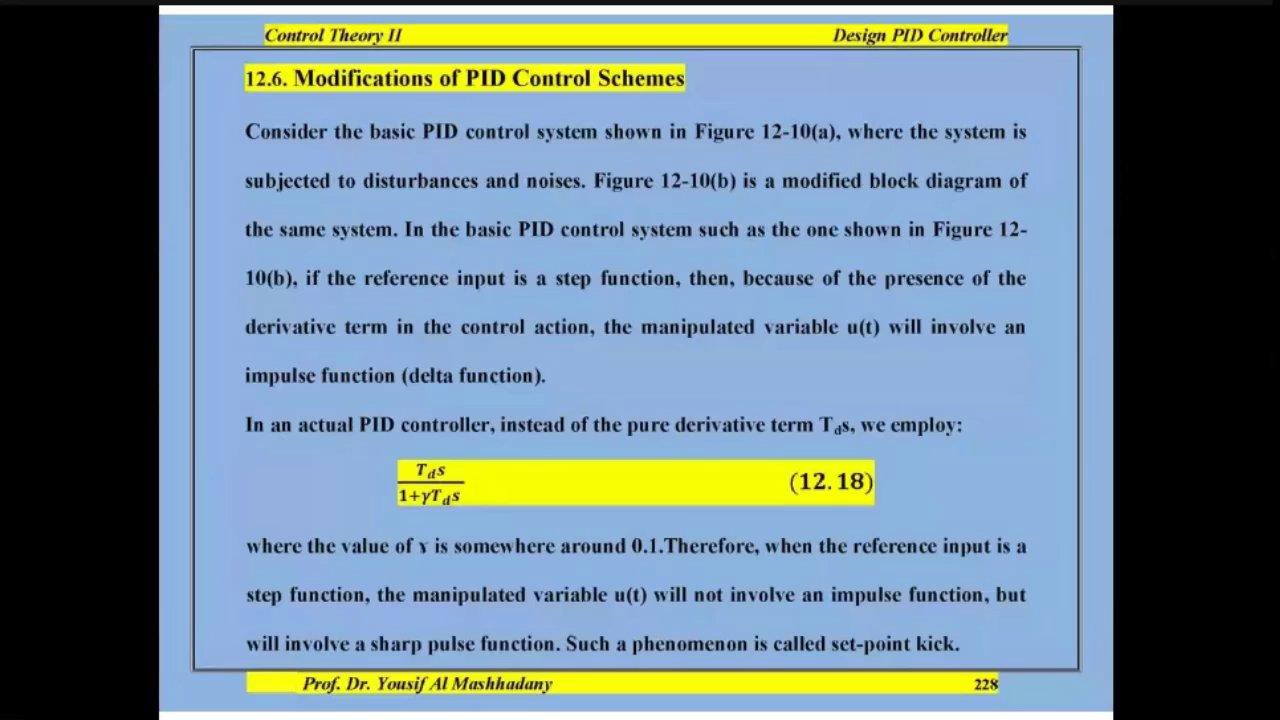 Control Theory II Design PID Controller
12.6. Modifications of PID Control Schemes
Consider the basic PID control system shown in Figure 12-10(a), where the system is
subjected to disturbances and noises. Figure 12-10(b) is a modified block diagram of
the same system. In the basic PID control system such as the one shown in Figure 12-
10(b), if the reference input is a step function, then, because of the presence of the
derivative term in the control action, the manipulated variable u(t) will involve an
impulse function (delta function).
In an actual PID controller, instead of the pure derivative term Tds, we employ:
Tds
1+γTds (12.18)
where the value of ɤ is somewhere around 0.1.Therefore, when the reference input is a
step function, the manipulated variable u(t) will not involve an impulse function, but
will involve a sharp pulse function. Such a phenomenon is called set-point kick.
Prof. Dr. Yousif Al Mashhadany 228